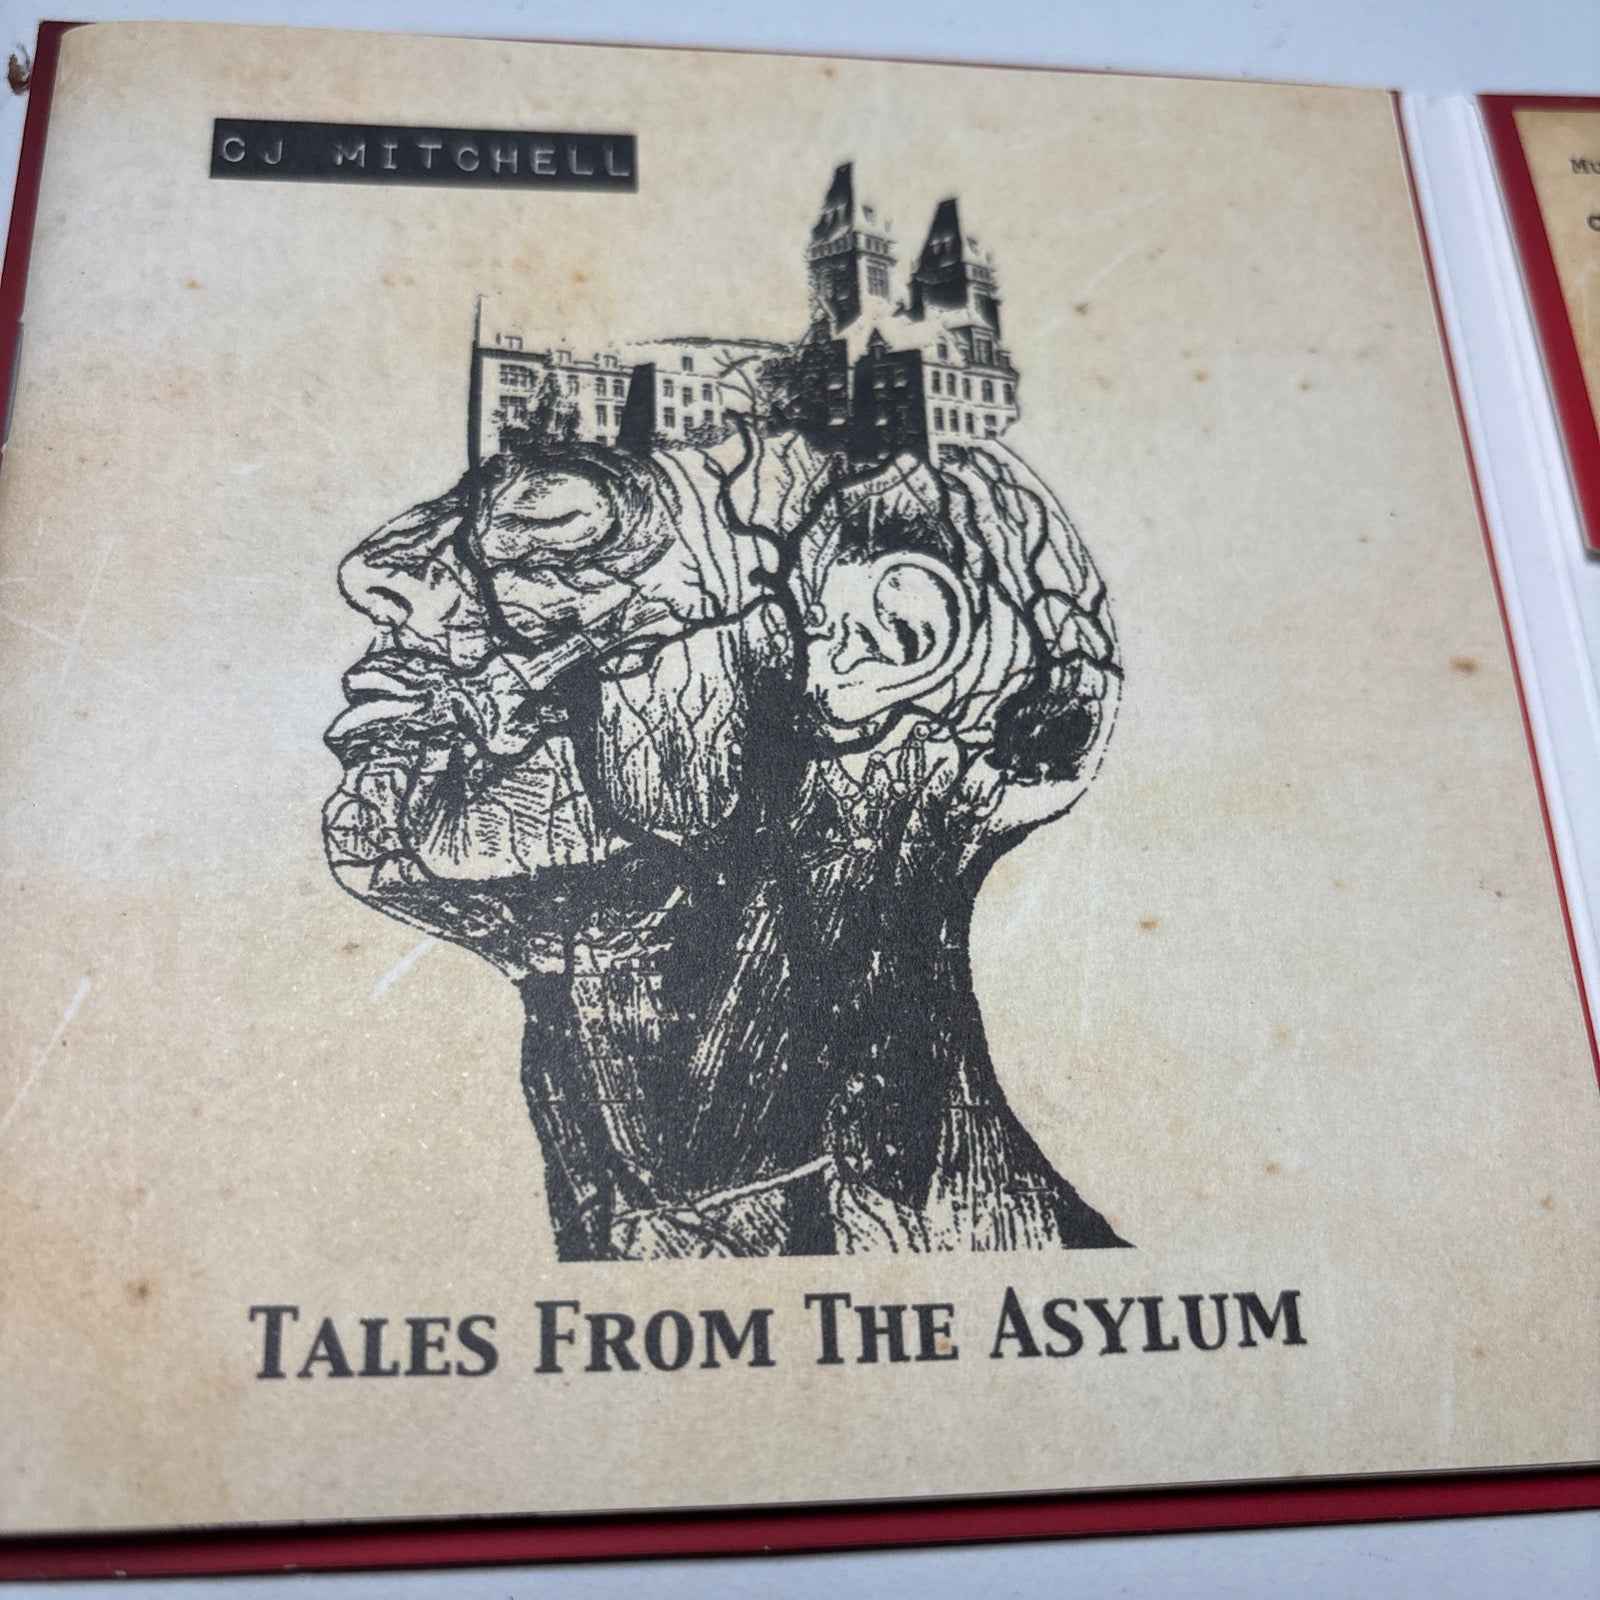 CJ MITCHELL
TALES FROM THE ASYLUM